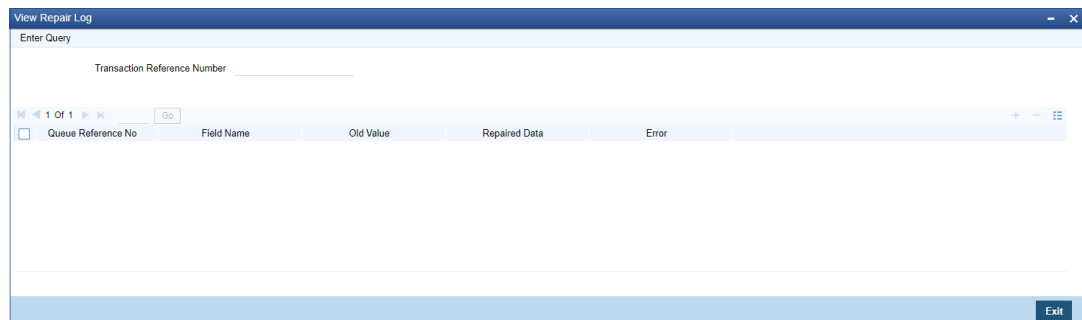 View Repair Log
Enter Query
Transaction Reference Number
1 Of 1 Go
Queue Reference No Field Name Old Value Repaired Data Error
Exit